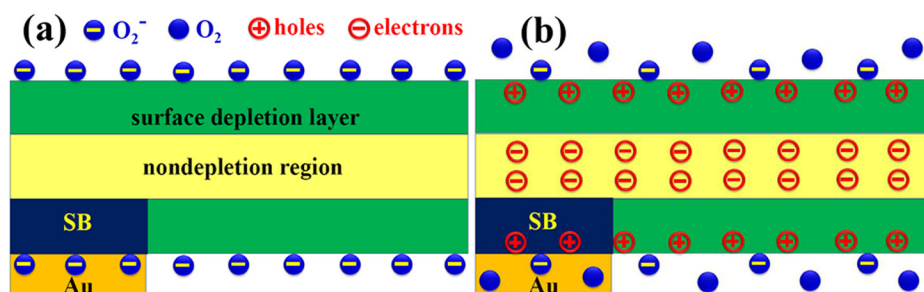 (a) O₂⁻ O₂ holes electrons (b)
surface depletion layer
nondepletion region
SB
SB
Au
Au